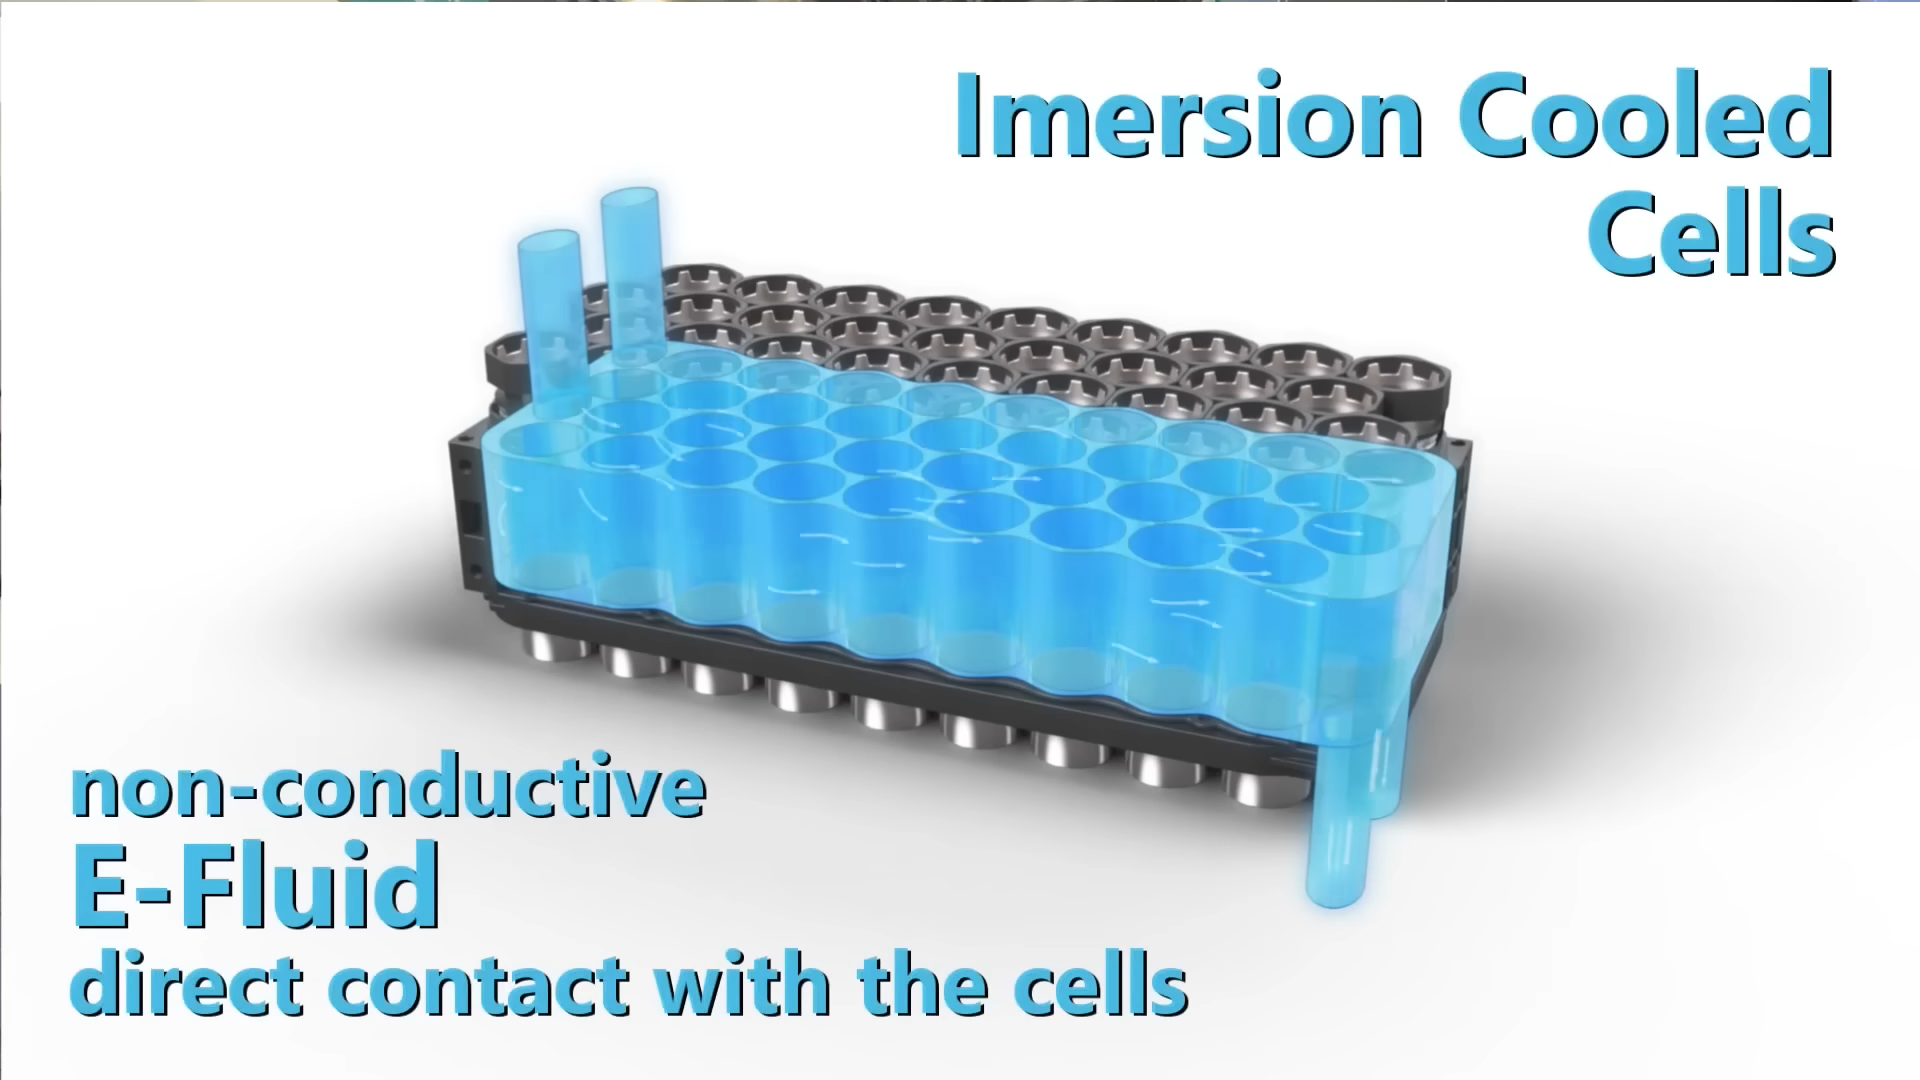 Imersion Cooled
Cells
non-conductive
E-Fluid
direct contact with the cells